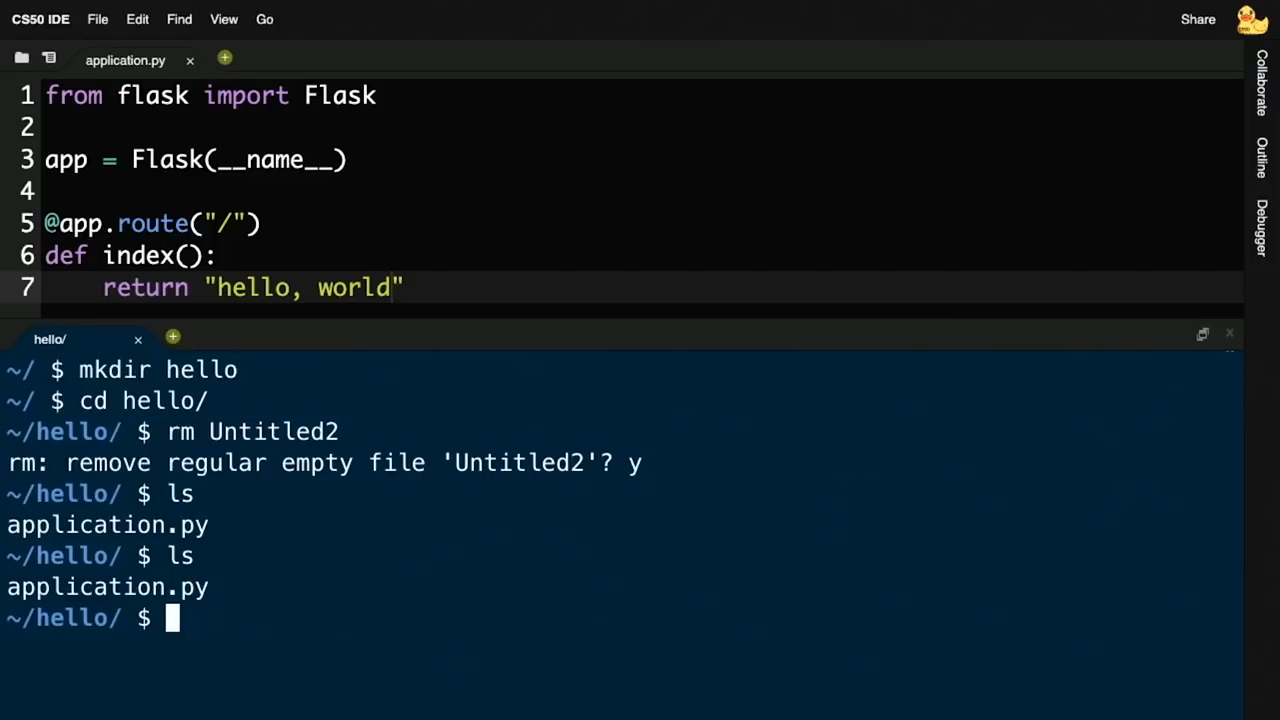 CS50 IDE File Edit Find View Go Share
application.py
1 from flask import Flask
2
3 app = Flask(__name__)
4
5 @app.route("/")
6 def index():
7     return "hello, world"
Collaborate
Outline
Debugger
hello/
~/ $ mkdir hello
~/ $ cd hello/
~/hello/ $ rm Untitled2
rm: remove regular empty file 'Untitled2'? y
~/hello/ $ ls
application.py
~/hello/ $ ls
application.py
~/hello/ $